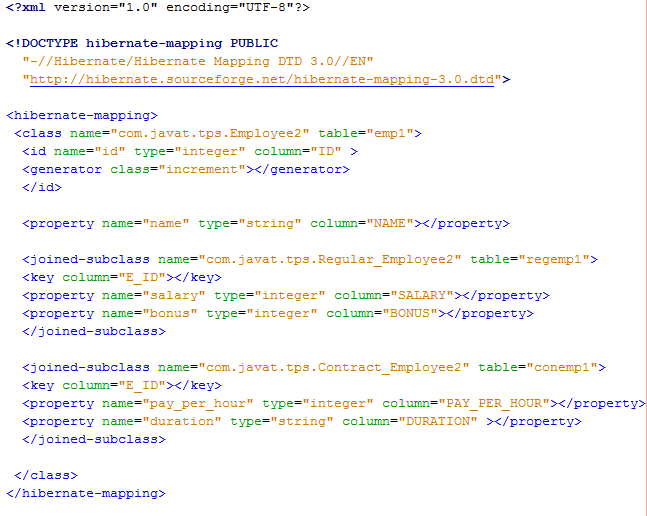 <?xml version="1.0" encoding="UTF-8"?>
<!DOCTYPE hibernate-mapping PUBLIC
"-//Hibernate/Hibernate Mapping DTD 3.0//EN"
"http://hibernate.sourceforge.net/hibernate-mapping-3.0.dtd">
<hibernate-mapping>
<class name="com.javat.tps.Employee2" table="emp1">
<id name="id" type="integer" column="ID" >
<generator class="increment"></generator>
</id>
<property name="name" type="string" column="NAME"></property>
<joined-subclass name="com.javat.tps.Regular_Employee2" table="regemp1">
<key column="E_ID"></key>
<property name="salary" type="integer" column="SALARY"></property>
<property name="bonus" type="integer" column="BONUS"></property>
</joined-subclass>
<joined-subclass name="com.javat.tps.Contract_Employee2" table="conemp1">
<key column="E_ID"></key>
<property name="pay_per_hour" type="integer" column="PAY_PER_HOUR"></property>
<property name="duration" type="string" column="DURATION" ></property>
</joined-subclass>
</class>
</hibernate-mapping>